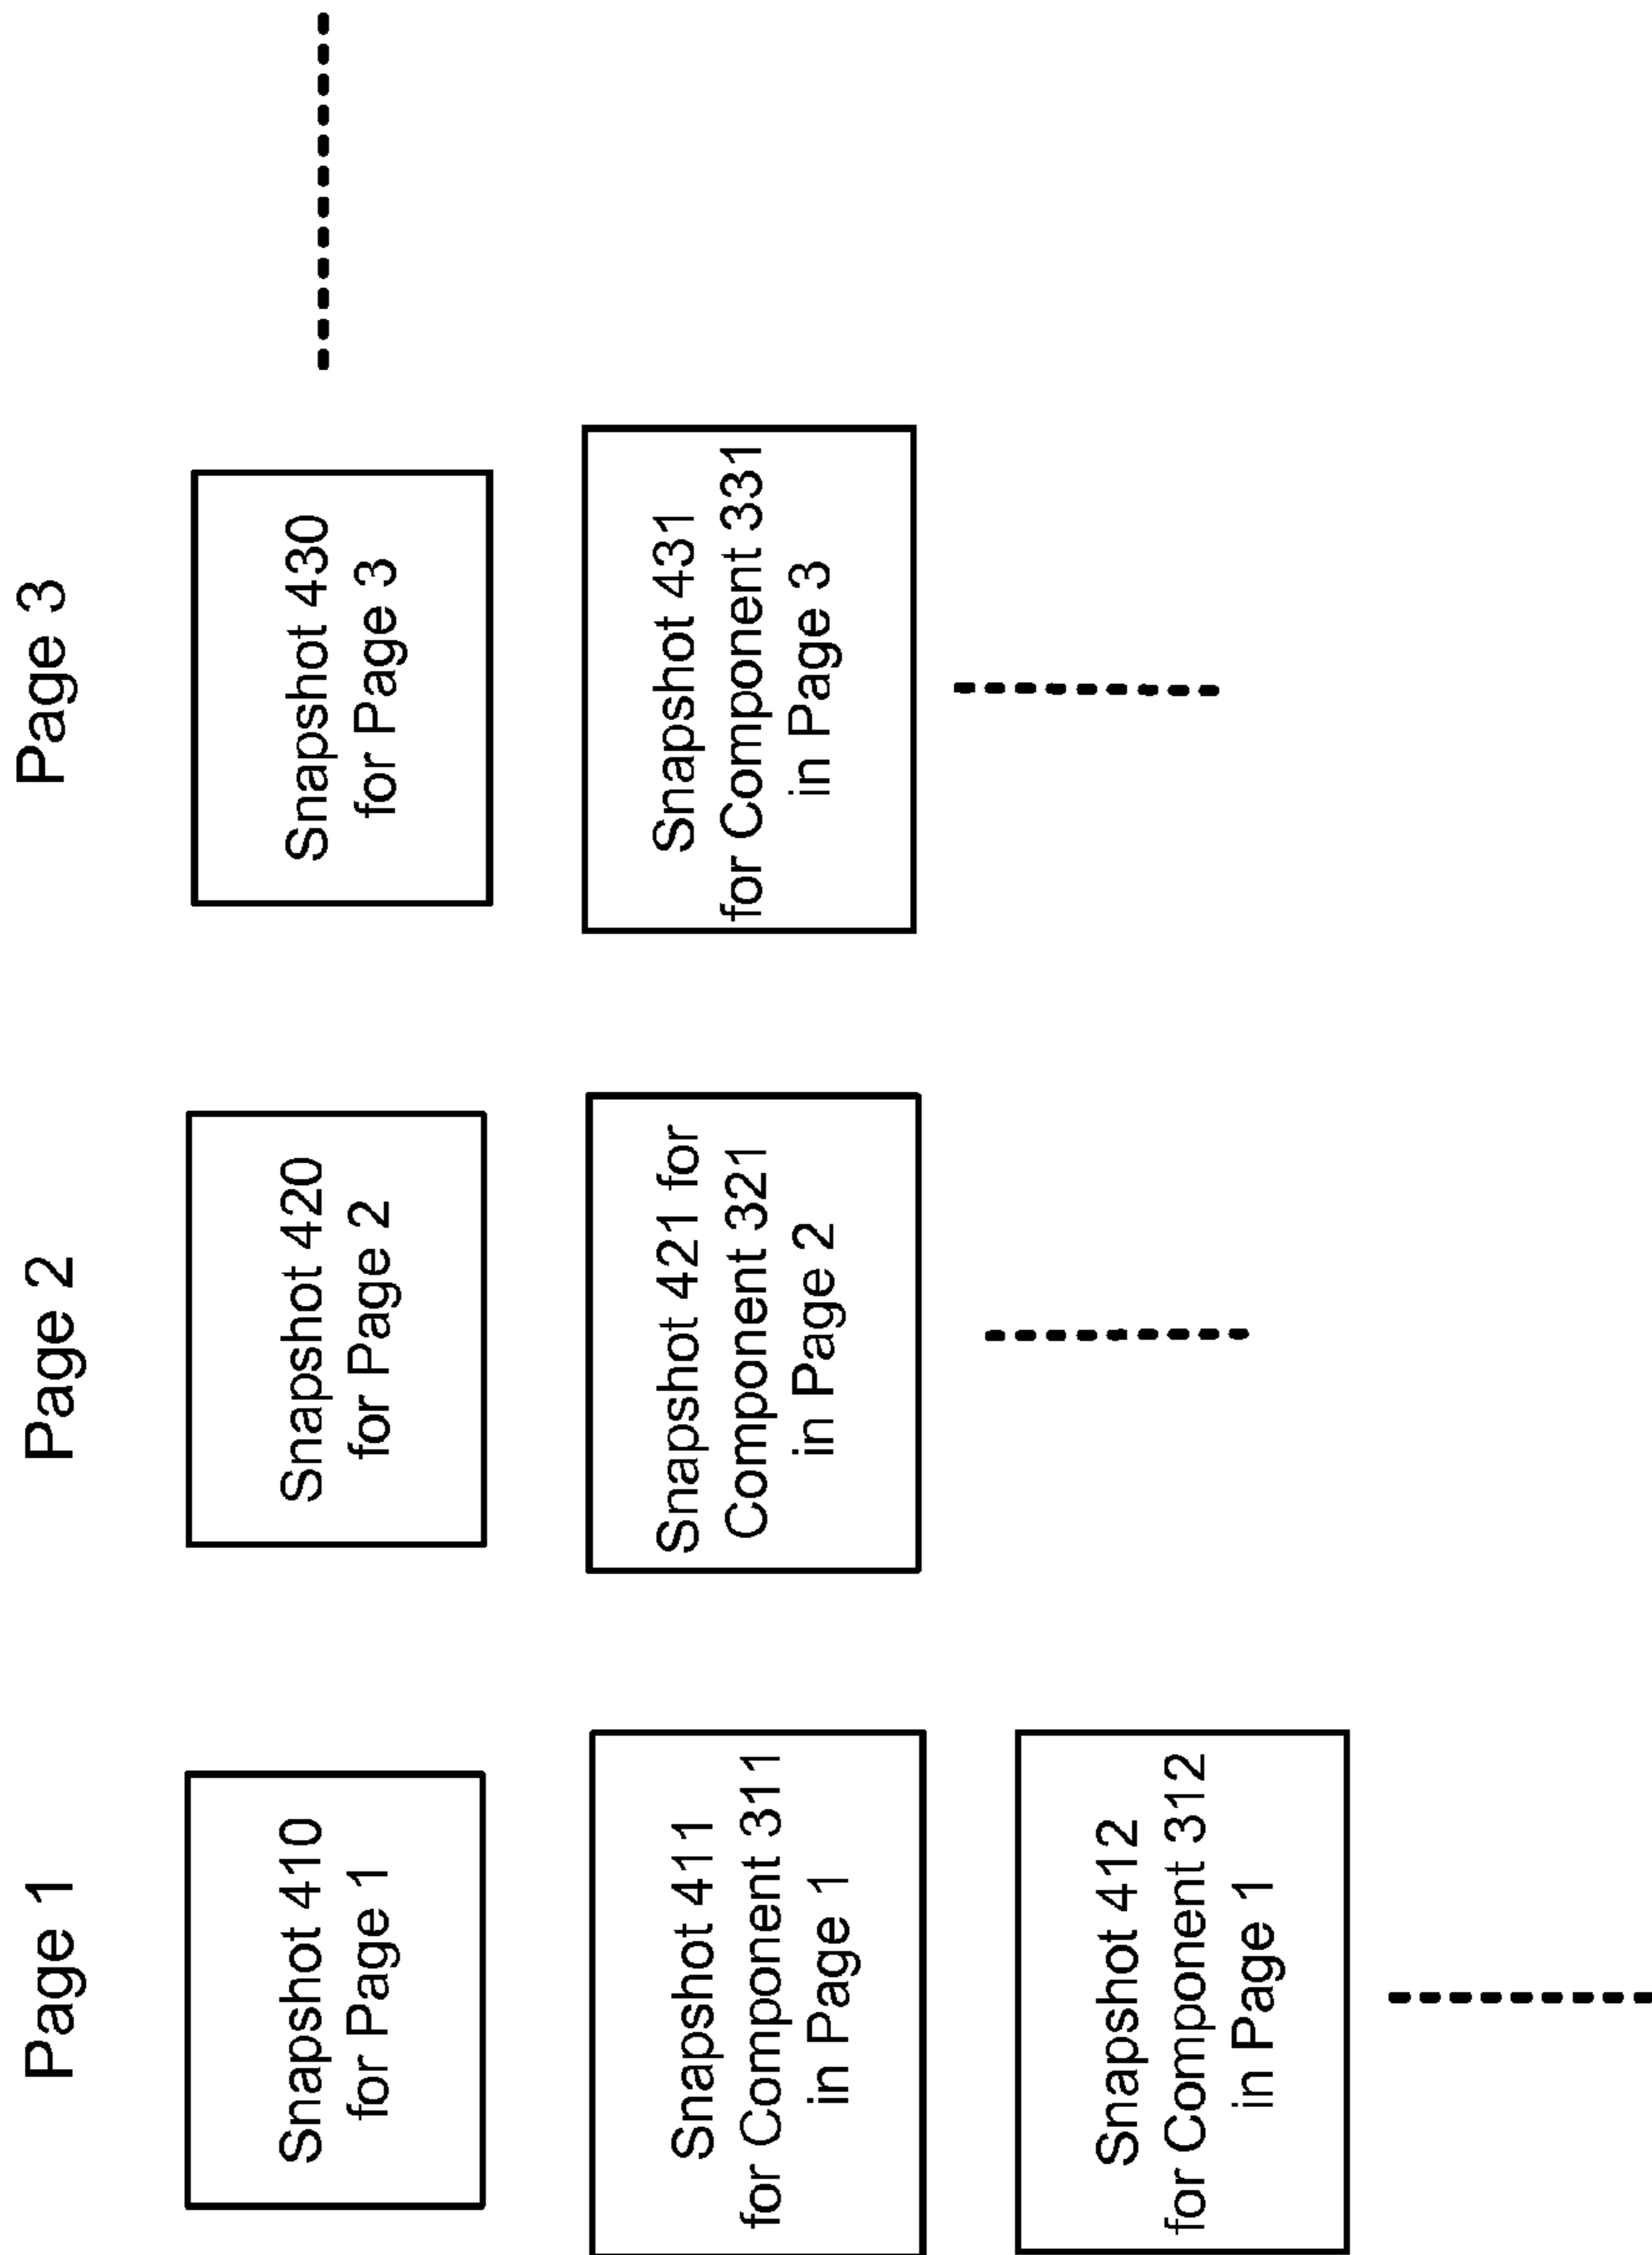 Page 1
Page 2
Page 3
Snapshot 410
for Page 1
Snapshot 420
for Page 2
Snapshot 430
for Page 3
Snapshot 411
for Component 311
in Page 1
Snapshot 421 for
Component 321
in Page 2
Snapshot 431
for Component 331
in Page 3
Snapshot 412
for Component 312
in Page 1